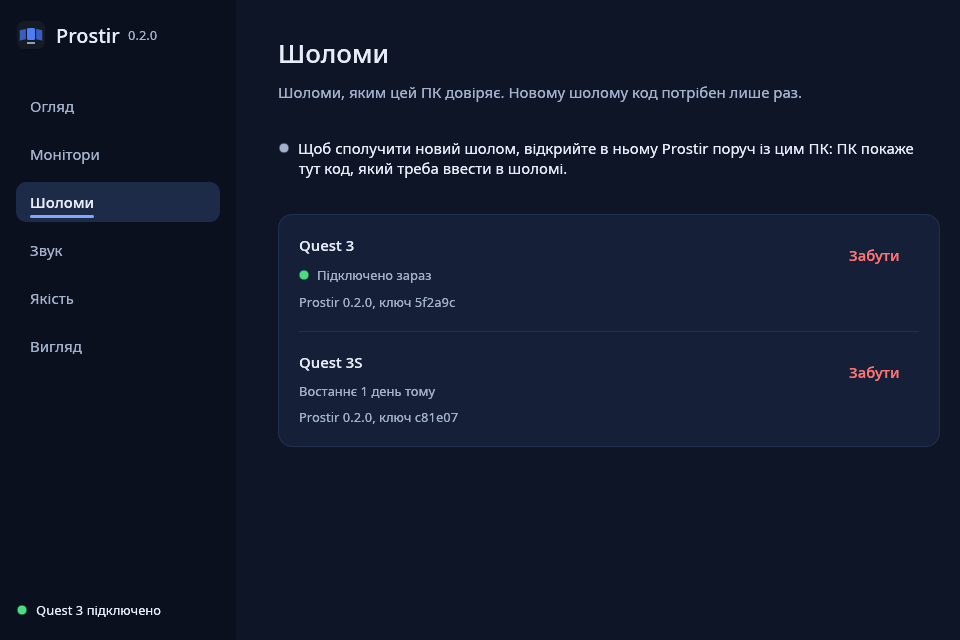 Prostir 0.2.0
Огляд
Монітори
Шоломи
Звук
Якість
Вигляд
Quest 3 підключено
Шоломи
Шоломи, яким цей ПК довіряє. Новому шолому код потрібен лише раз.
Щоб сполучити новий шолом, відкрийте в ньому Prostir поруч із цим ПК: ПК покаже
тут код, який треба ввести в шоломі.
Quest 3
Забути
Підключено зараз
Prostir 0.2.0, ключ 5f2a9c
Quest 3S
Забути
Востаннє 1 день тому
Prostir 0.2.0, ключ c81e07